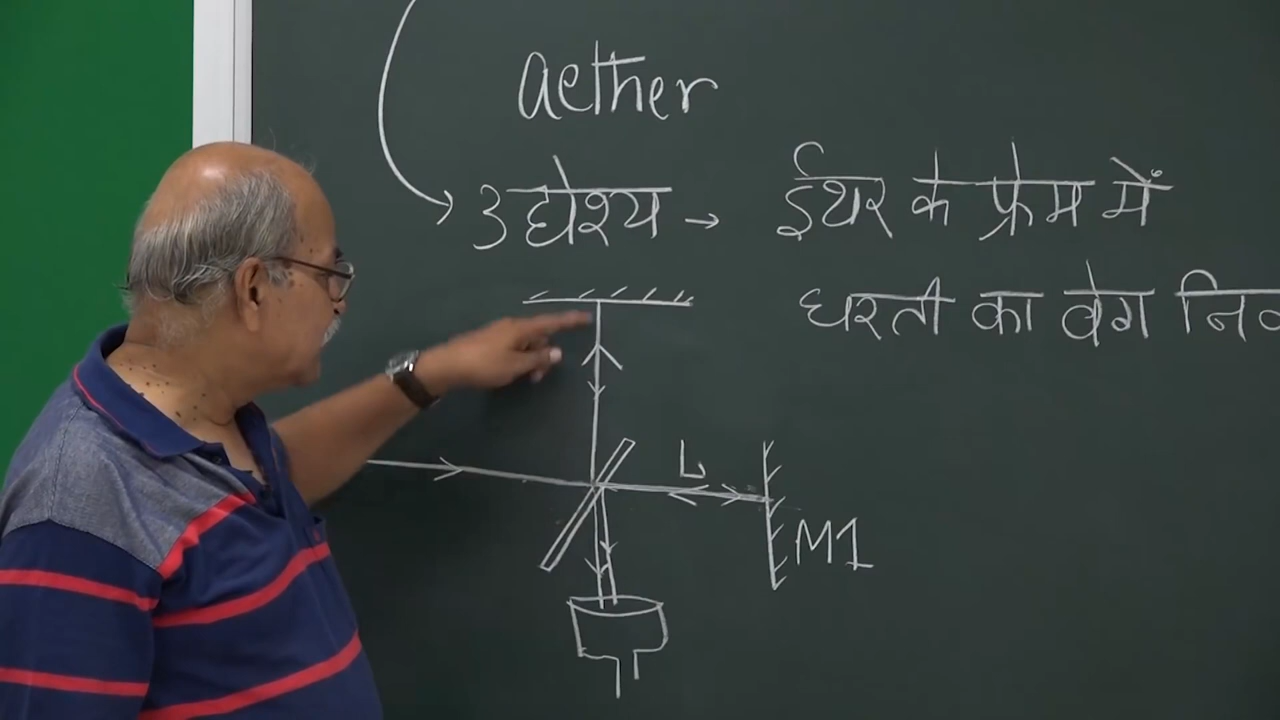 aether
उद्येश्य → ईथर के फ्रेम में
धरती का वेग
L
M1